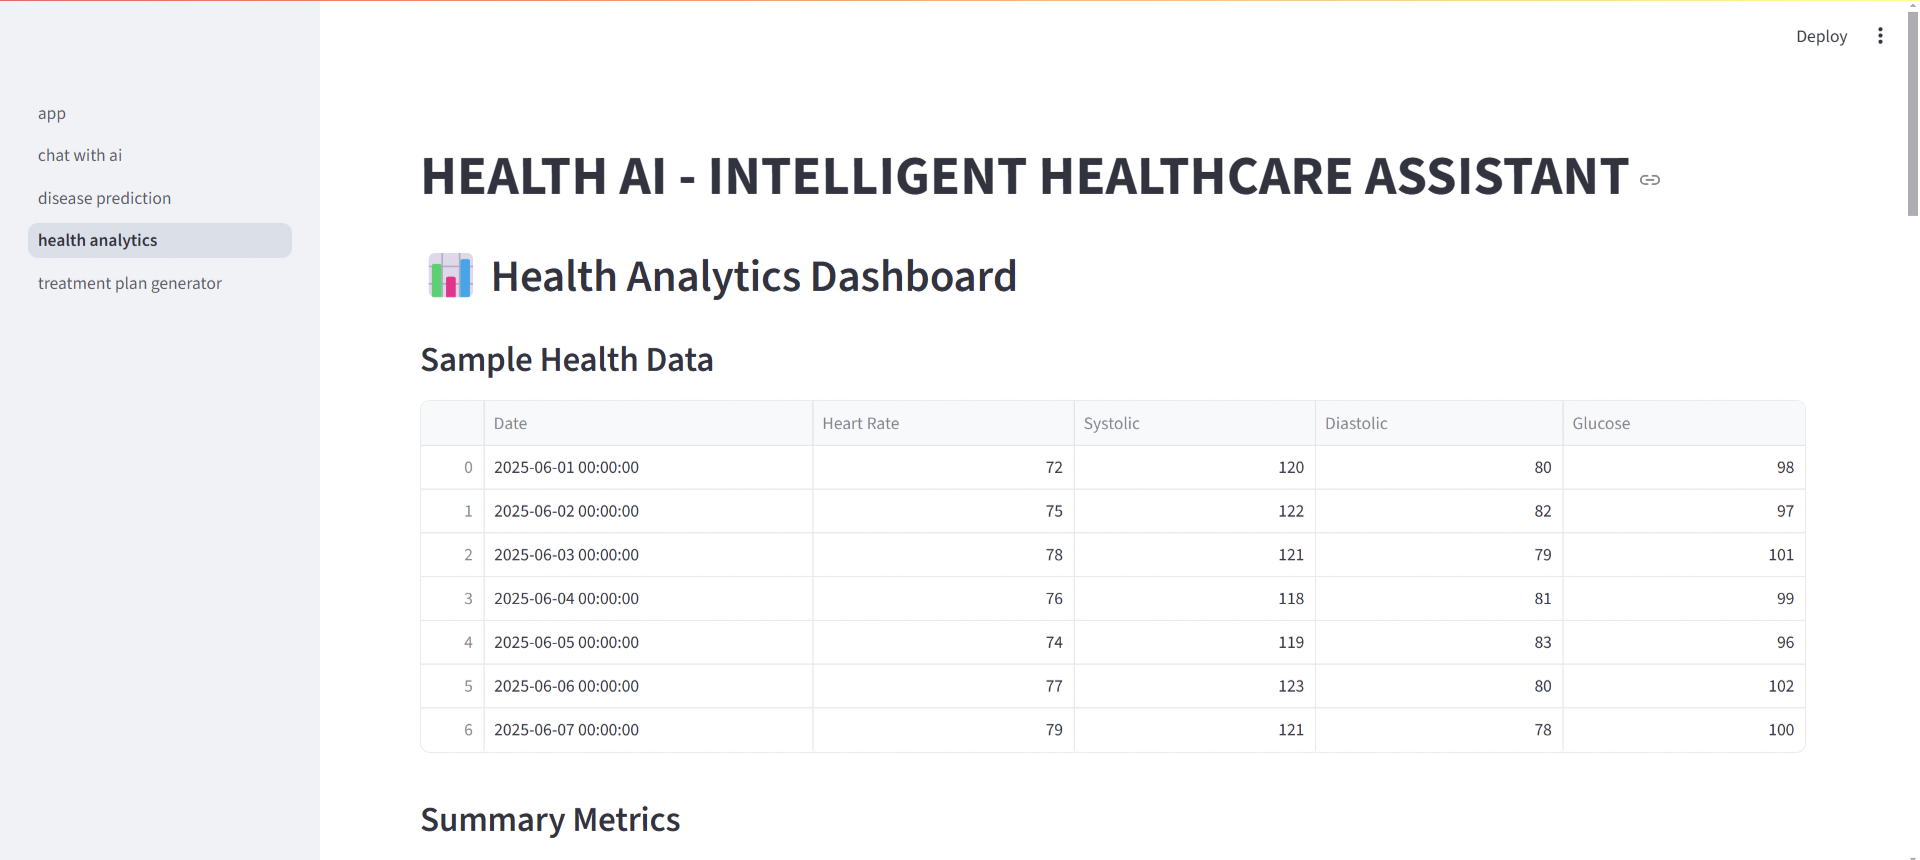 Deploy
app
chat with ai
disease prediction
health analytics
treatment plan generator
HEALTH AI - INTELLIGENT HEALTHCARE ASSISTANT
Health Analytics Dashboard
Sample Health Data
Date Heart Rate Systolic Diastolic Glucose
0 2025-06-01 00:00:00 72 120 80 98
1 2025-06-02 00:00:00 75 122 82 97
2 2025-06-03 00:00:00 78 121 79 101
3 2025-06-04 00:00:00 76 118 81 99
4 2025-06-05 00:00:00 74 119 83 96
5 2025-06-06 00:00:00 77 123 80 102
6 2025-06-07 00:00:00 79 121 78 100
Summary Metrics